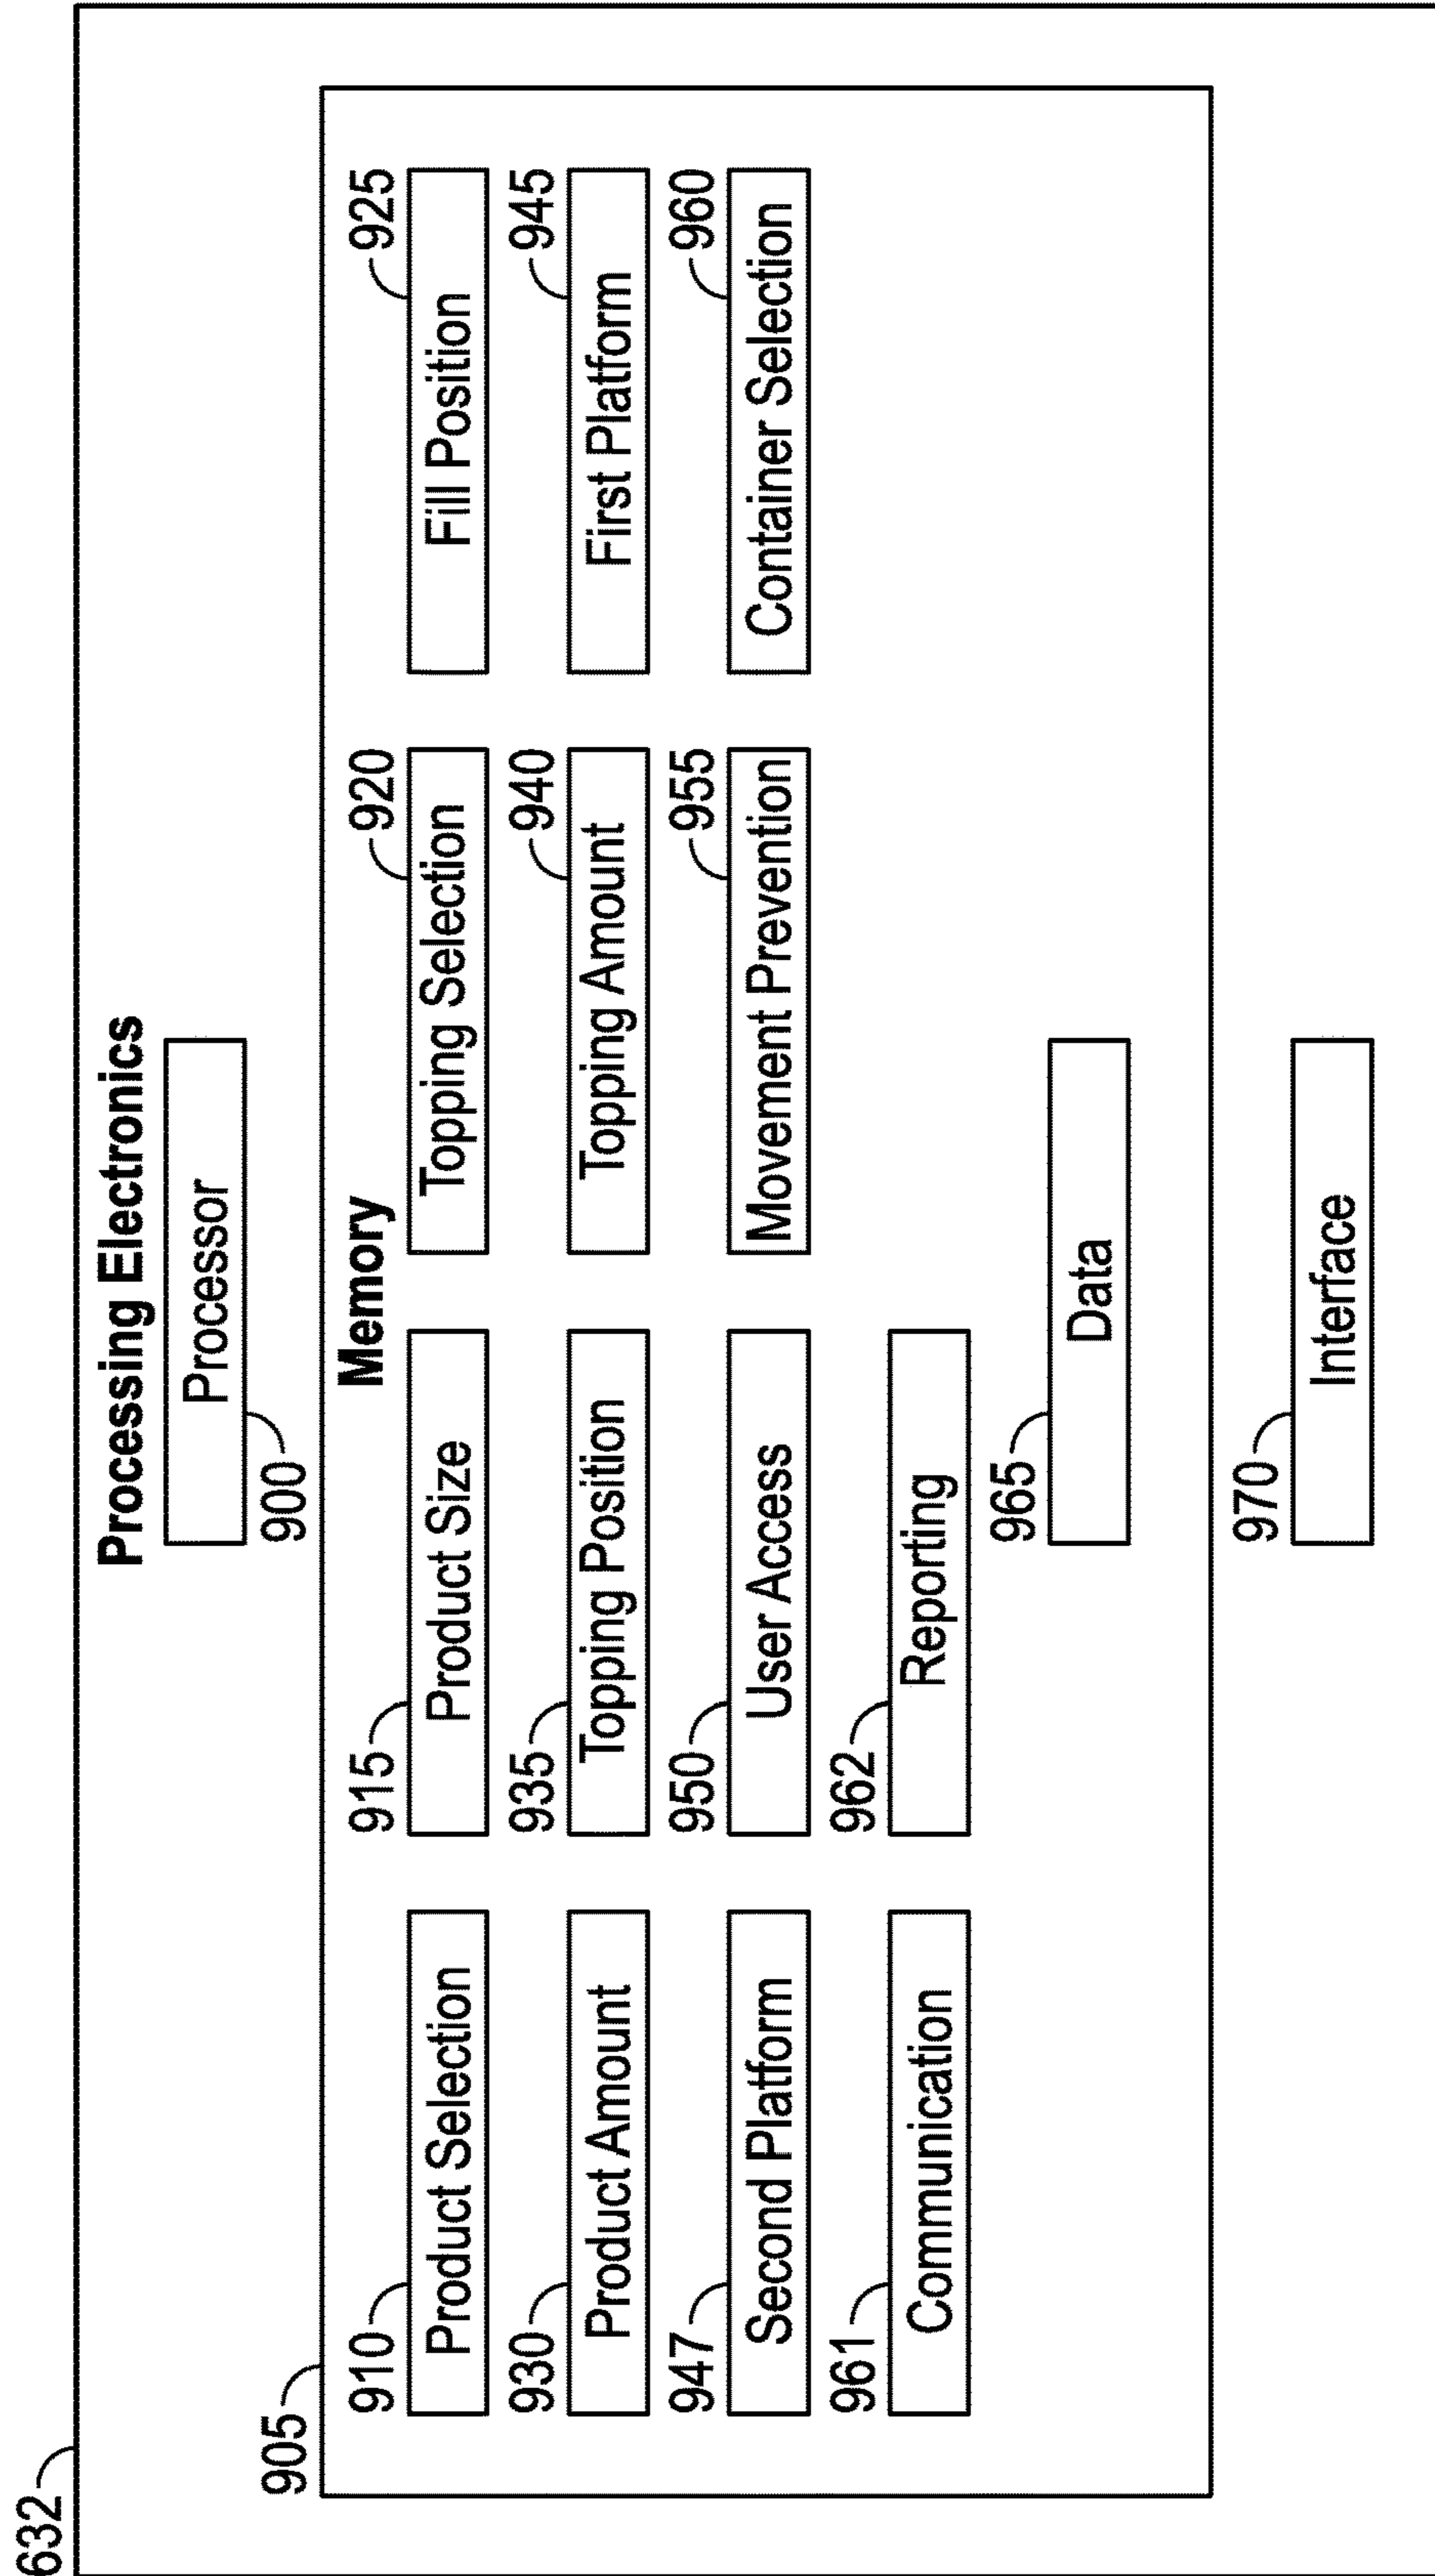 632
Processing Electronics
Processor
900
905
Memory
910
915
920
925
Product Selection
Product Size
Topping Selection
Fill Position
930
935
940
945
Product Amount
Topping Position
Topping Amount
First Platform
947
950
955
960
Second Platform
User Access
Movement Prevention
Container Selection
961
962
Communication
Reporting
965
Data
970
Interface